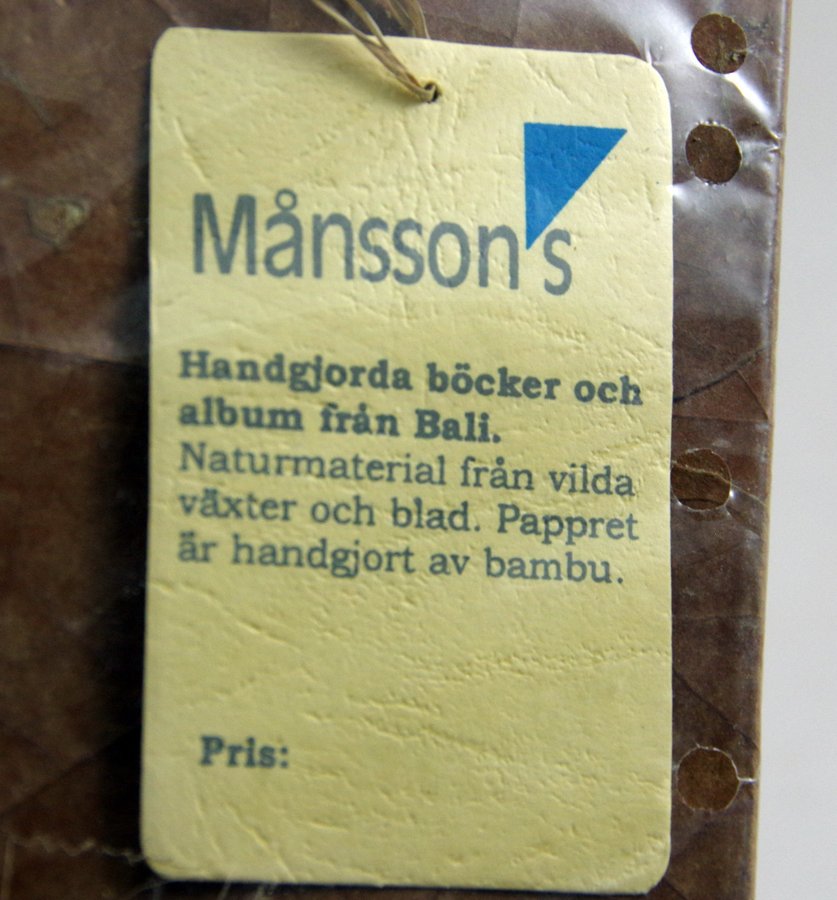 Månsson's
Handgjorda böcker och
album från Bali.
Naturmaterial från vilda
växter och blad. Pappret
är handgjort av bambu.
Pris: